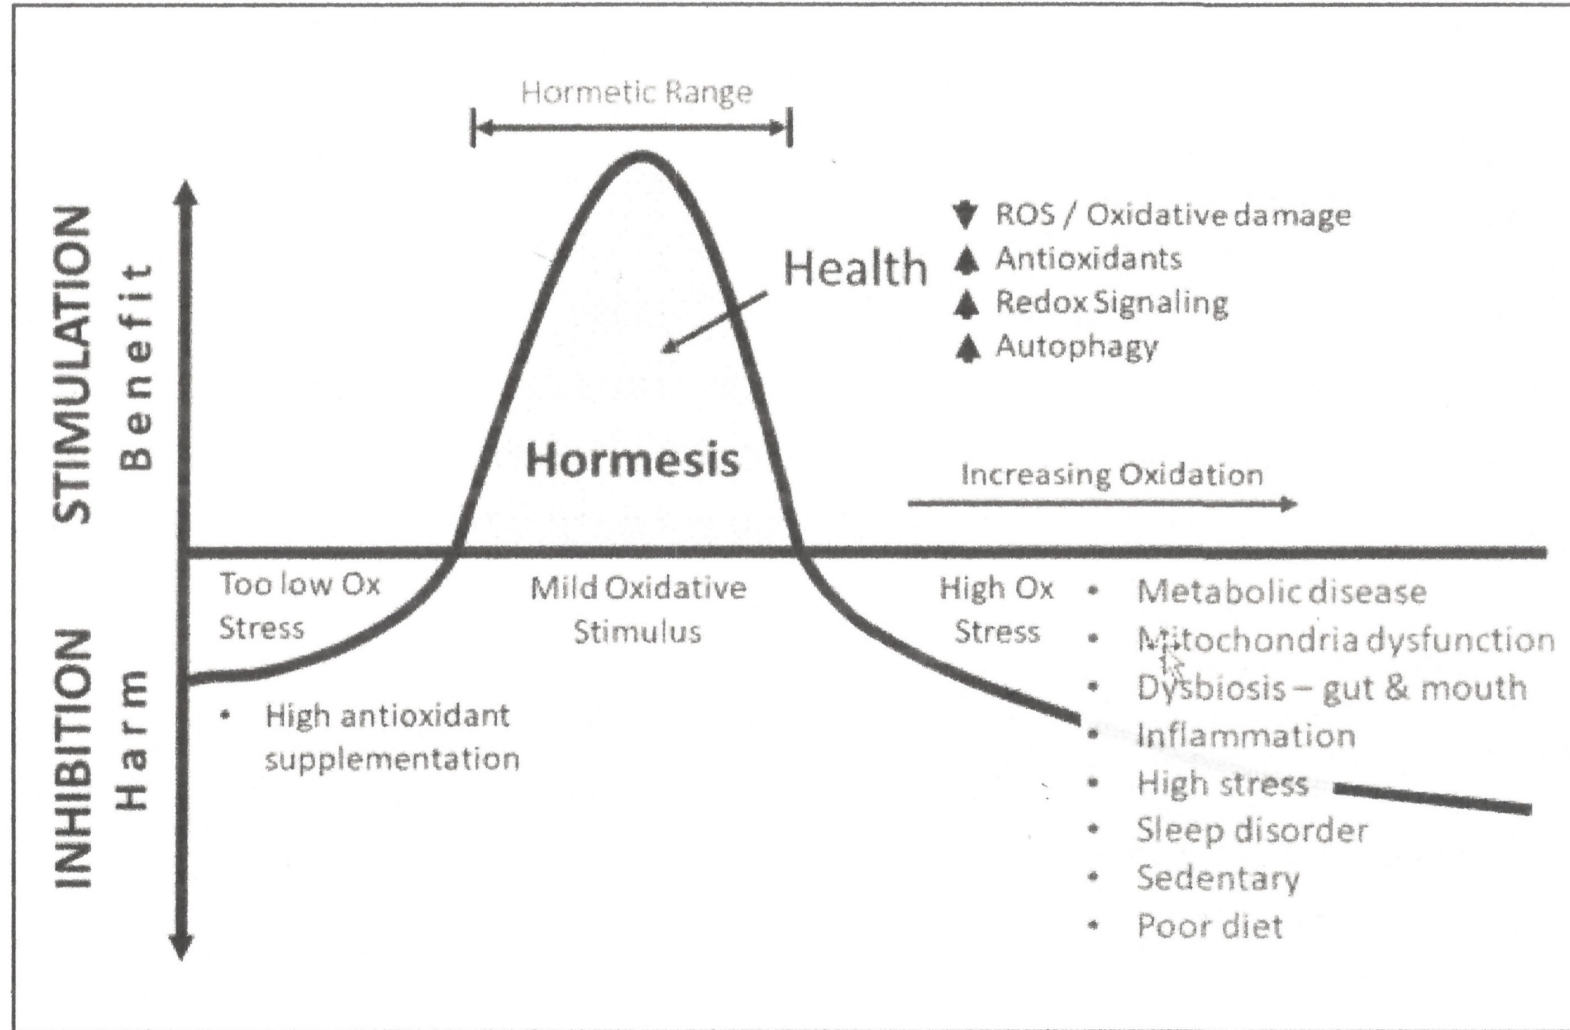 Hormetic Range
STIMULATION
Benefit
Health
▼ ROS / Oxidative damage
▲ Antioxidants
▲ Redox Signaling
▲ Autophagy
Hormesis
Increasing Oxidation
Too low Ox
Stress
Mild Oxidative
Stimulus
High Ox
Stress
INHIBITION
Harm
• High antioxidant
supplementation
• Metabolic disease
• Mitochondria dysfunction
• Dysbiosis – gut & mouth
• Inflammation
• High stress
• Sleep disorder
• Sedentary
• Poor diet